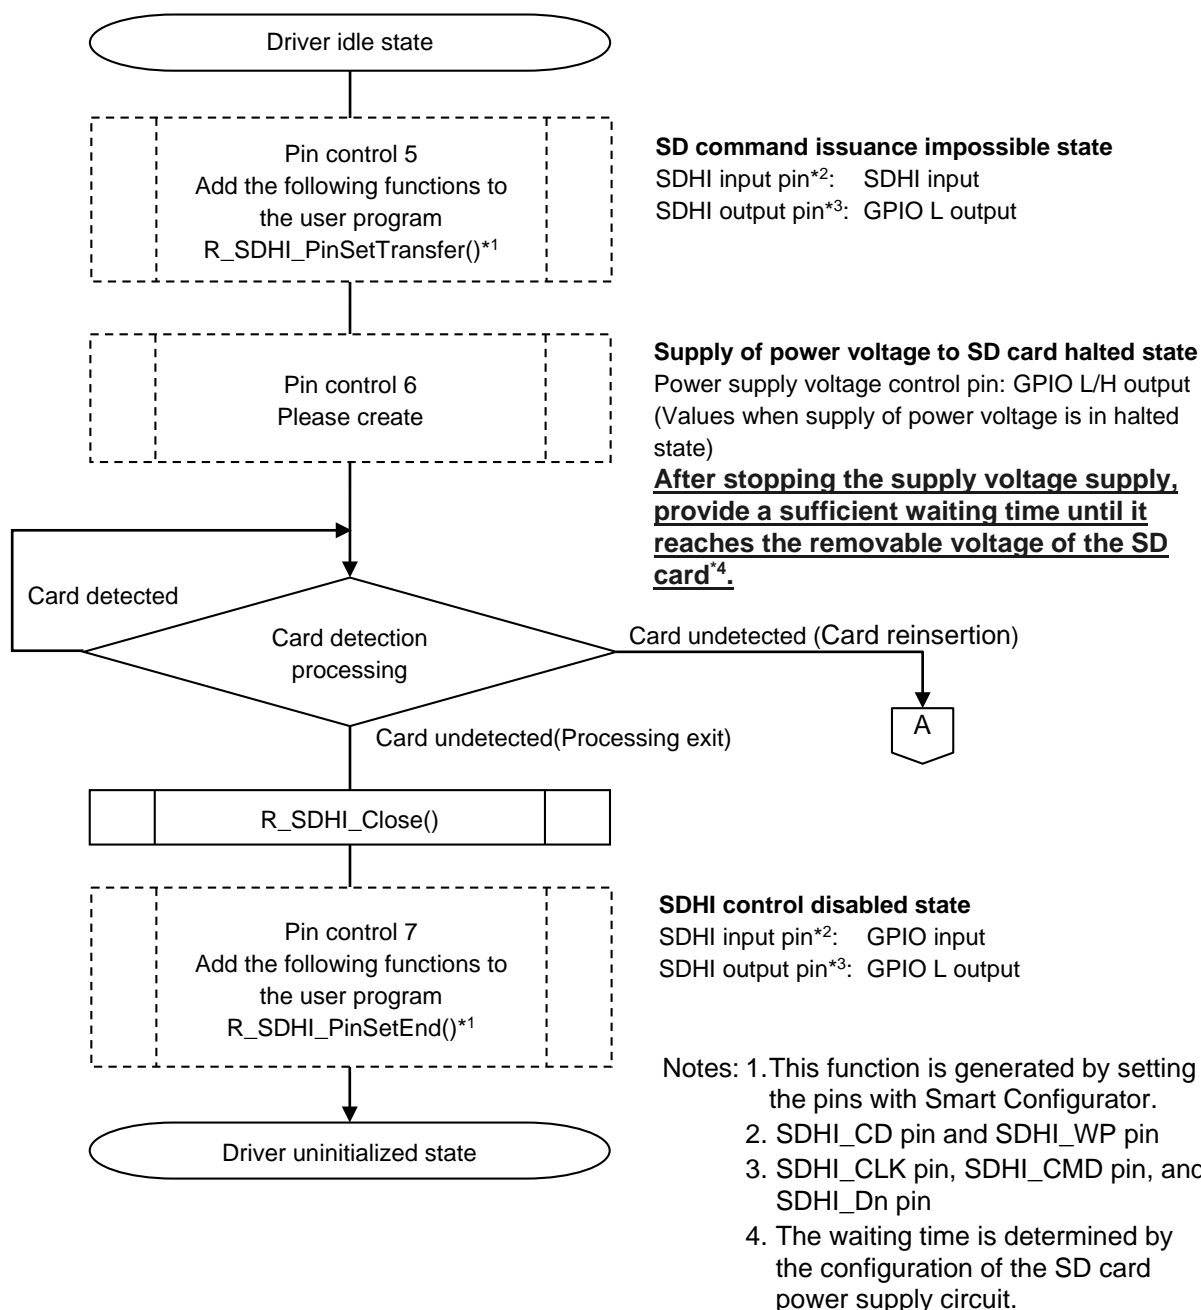 Driver idle state
Pin control 5
Add the following functions to
the user program
R_SDHI_PinSetTransfer()*1
SD command issuance impossible state
SDHI input pin*2: SDHI input
SDHI output pin*3: GPIO L output
Pin control 6
Please create
Supply of power voltage to SD card halted state
Power supply voltage control pin: GPIO L/H output
(Values when supply of power voltage is in halted
state)
After stopping the supply voltage supply,
provide a sufficient waiting time until it
reaches the removable voltage of the SD
card*4.
Card detected
Card detection
processing
Card undetected (Card reinsertion)
A
Card undetected(Processing exit)
R_SDHI_Close()
Pin control 7
Add the following functions to
the user program
R_SDHI_PinSetEnd()*1
SDHI control disabled state
SDHI input pin*2: GPIO input
SDHI output pin*3: GPIO L output
Driver uninitialized state
Notes: 1.This function is generated by setting
the pins with Smart Configurator.
2. SDHI_CD pin and SDHI_WP pin
3. SDHI_CLK pin, SDHI_CMD pin, and
SDHI_Dn pin
4. The waiting time is determined by
the configuration of the SD card
power supply circuit.